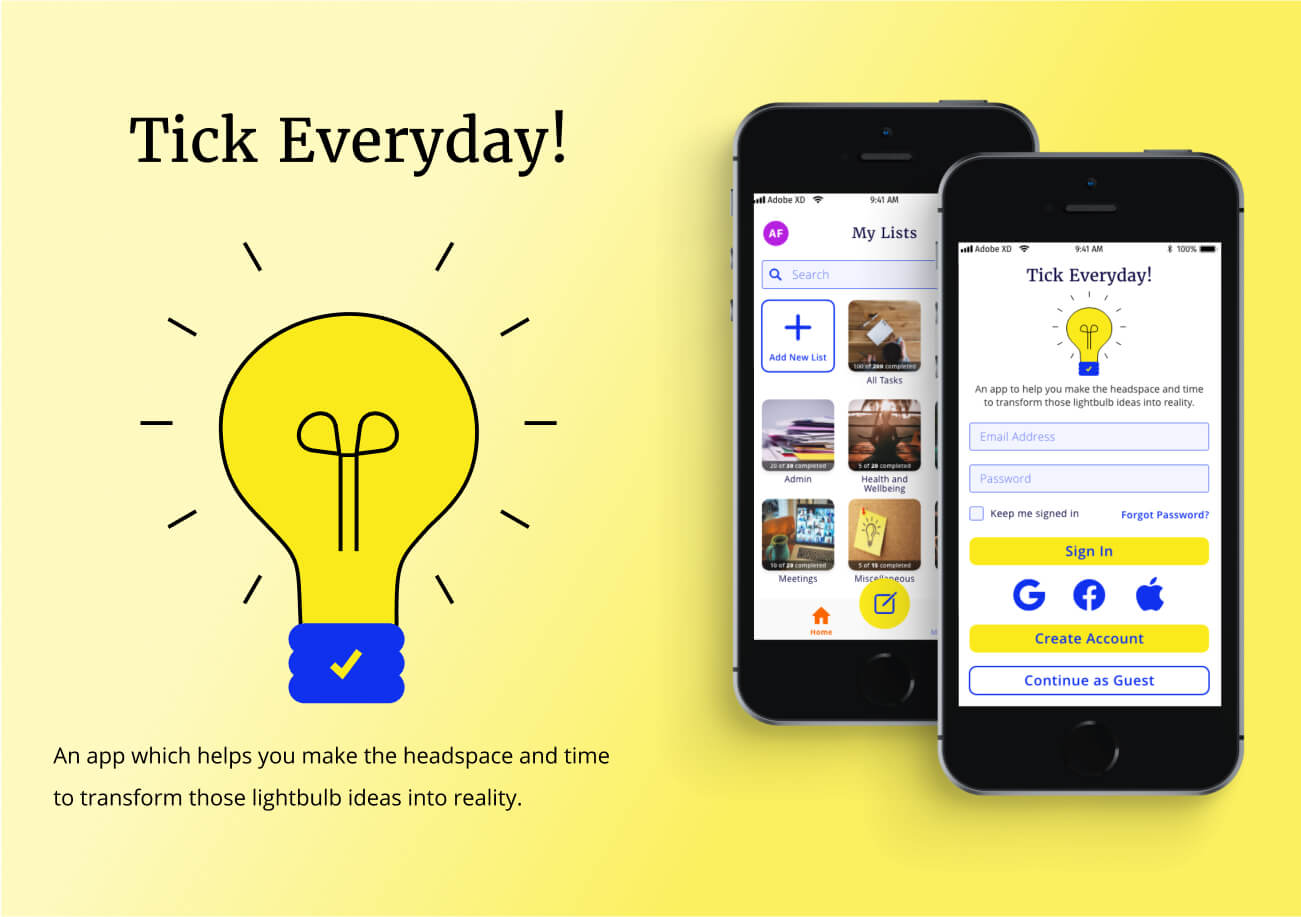 Tick Everyday!
An app which helps you make the headspace and time
to transform those lightbulb ideas into reality.
Adobe XD 9:41 AM
AF
My Lists
Search
Add New List
100 of 200 completed
All Tasks
20 of 30 completed
Admin
5 of 20 completed
Health and
Wellbeing
10 of 20 completed
Meetings
5 of 15 completed
Miscellaneous
Home
M
Adobe XD 9:41 AM 100%
Tick Everyday!
An app to help you make the headspace and time
to transform those lightbulb ideas into reality.
Email Address
Password
Keep me signed in Forgot Password?
Sign In
G f
Create Account
Continue as Guest